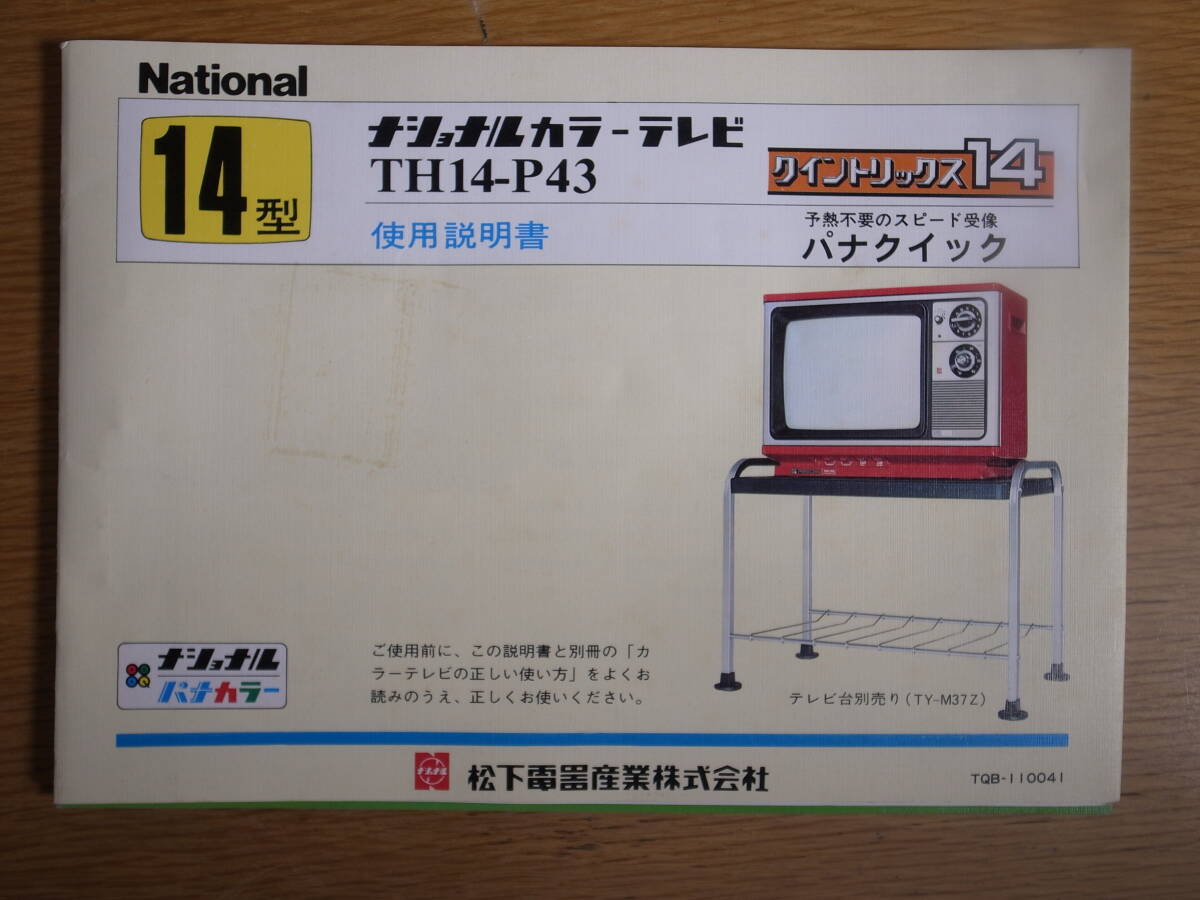 National
14型
ナショナルカラーテレビ
TH14-P43
使用説明書
クイントリックス14
予熱不要のスピード受像
パナクイック
ご使用前に、この説明書と別冊の「カ
ラーテレビの正しい使い方」をよくお
読みのうえ、正しくお使いください。
テレビ台別売り(TY-M37Z)
ナショナル
パナカラー
ナショナル
松下電器産業株式会社
TQB-110041